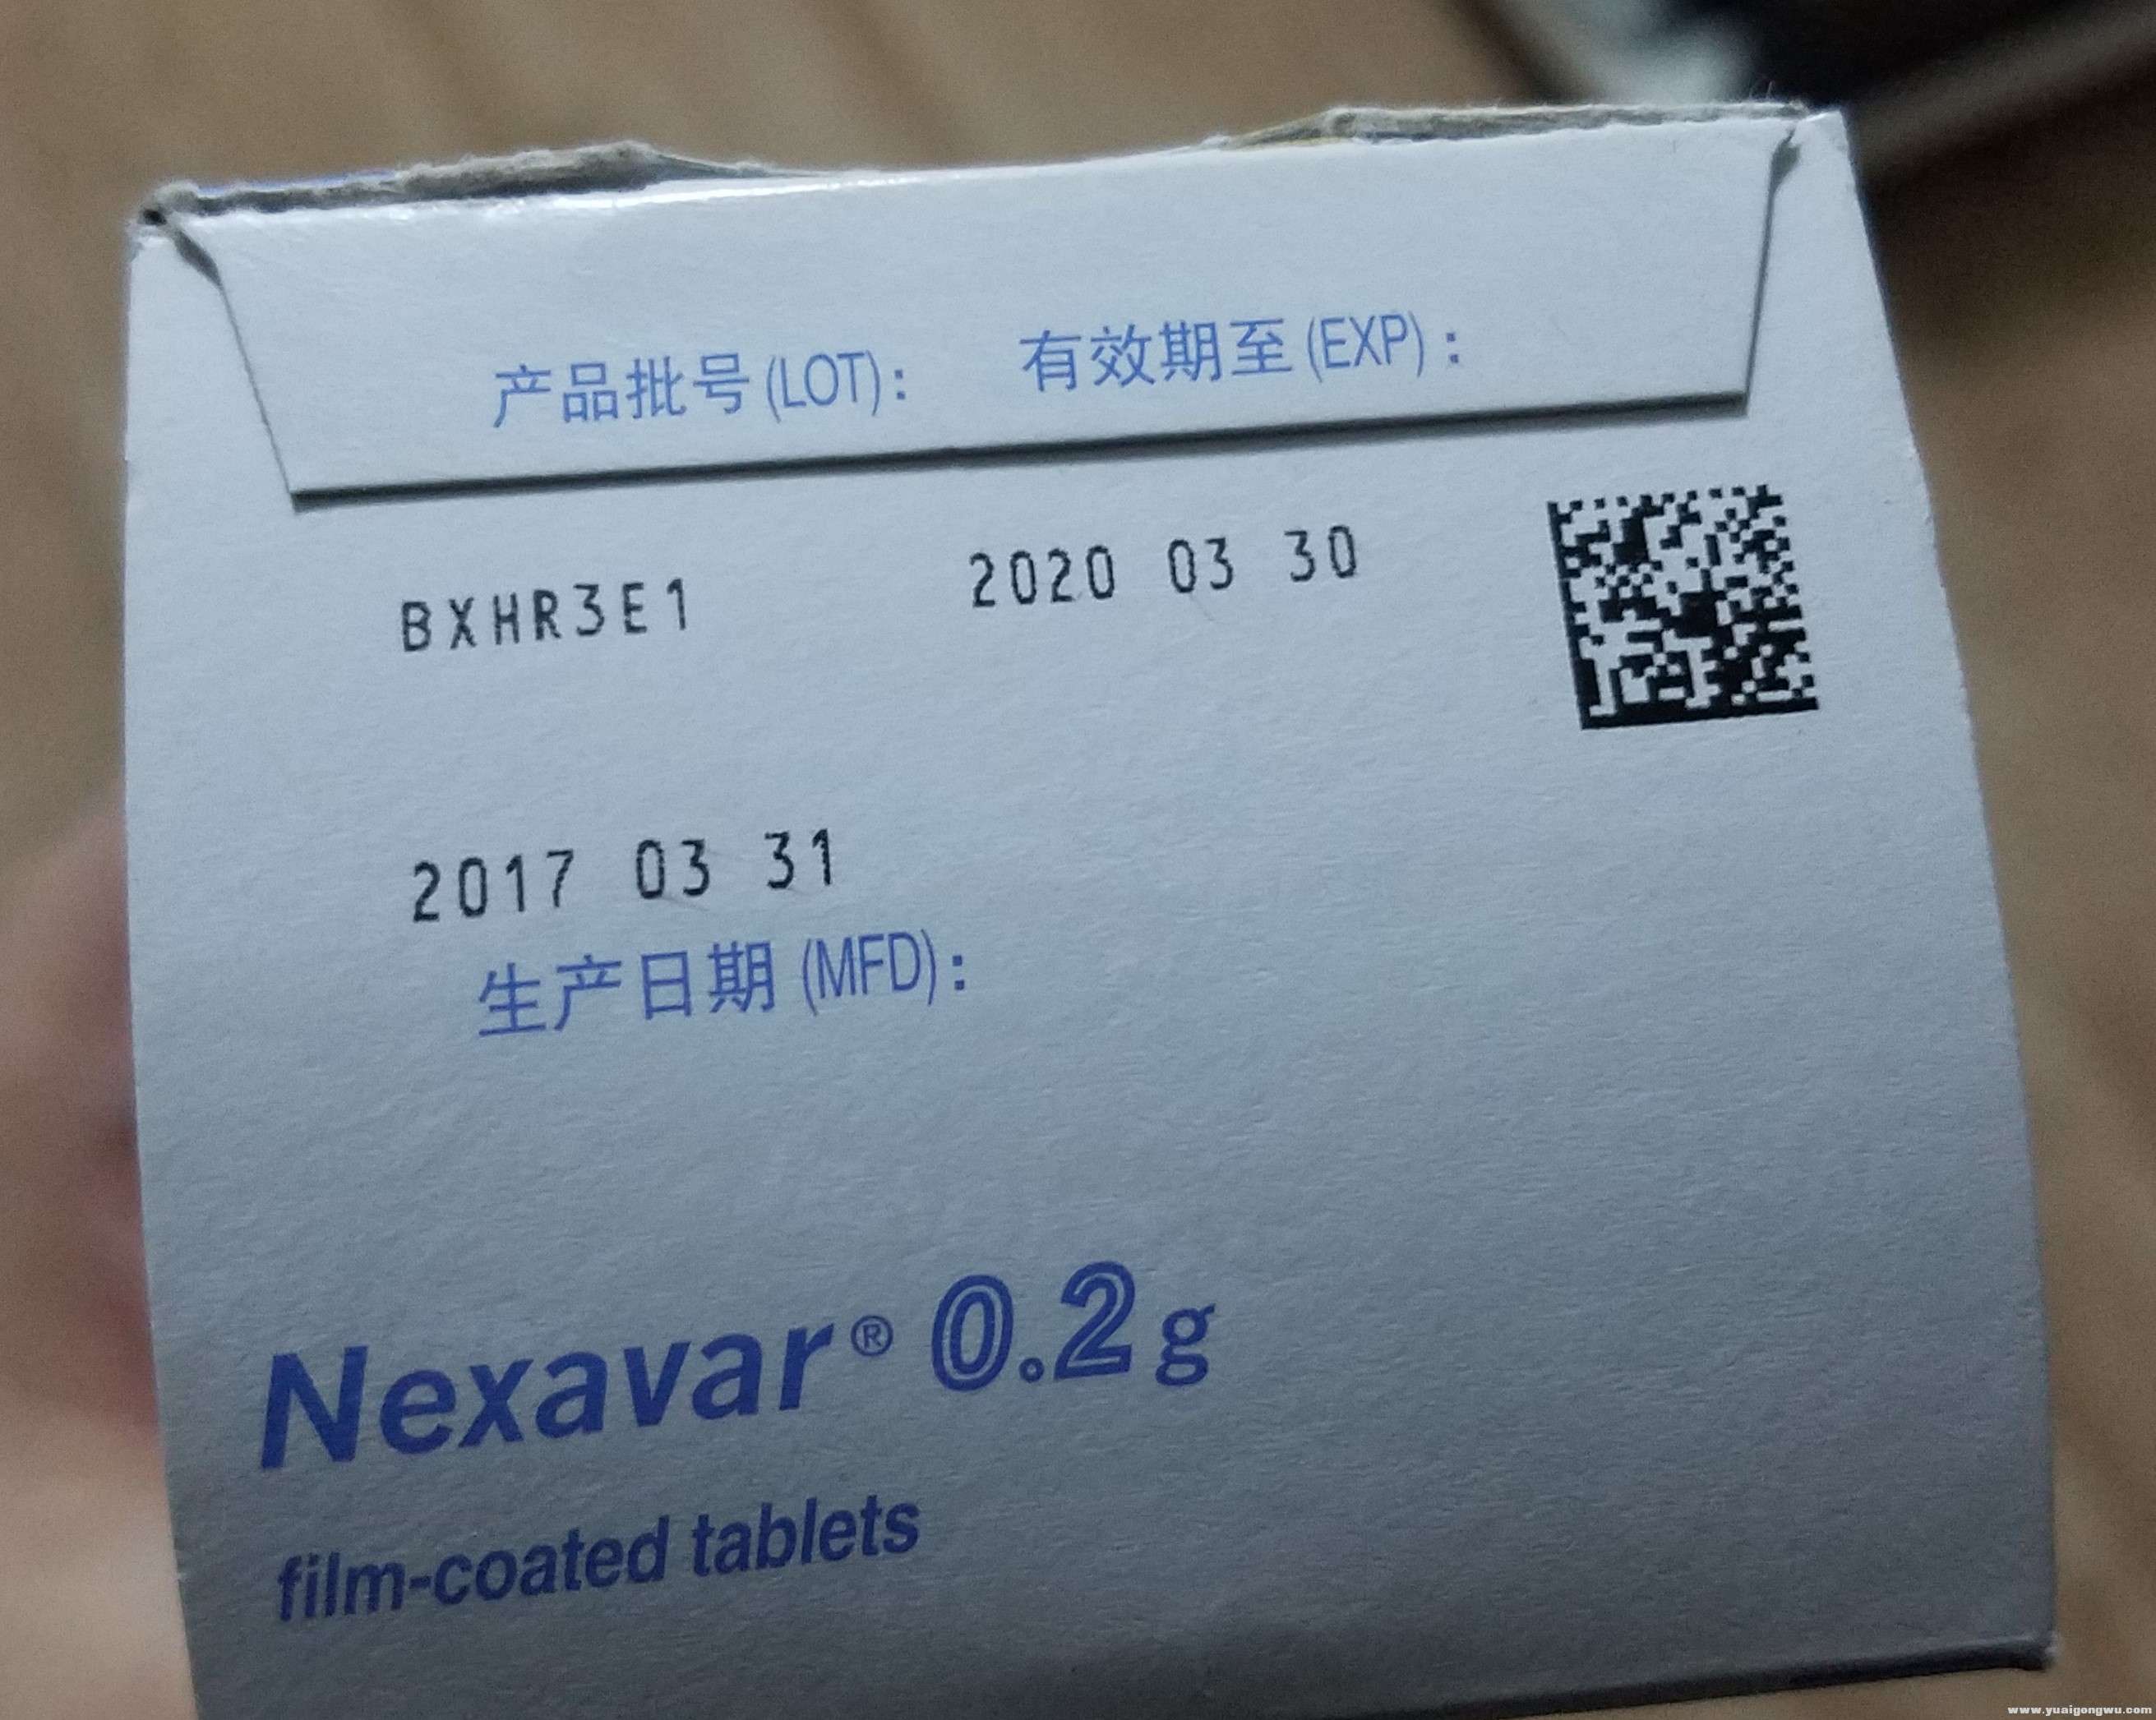 产品批号(LOT): 有效期至(EXP):
BXHR3E1 2020 03 30
2017 03 31
生产日期(MFD):
Nexavar® 0.2g
film-coated tablets
www.yuaigongwu.com